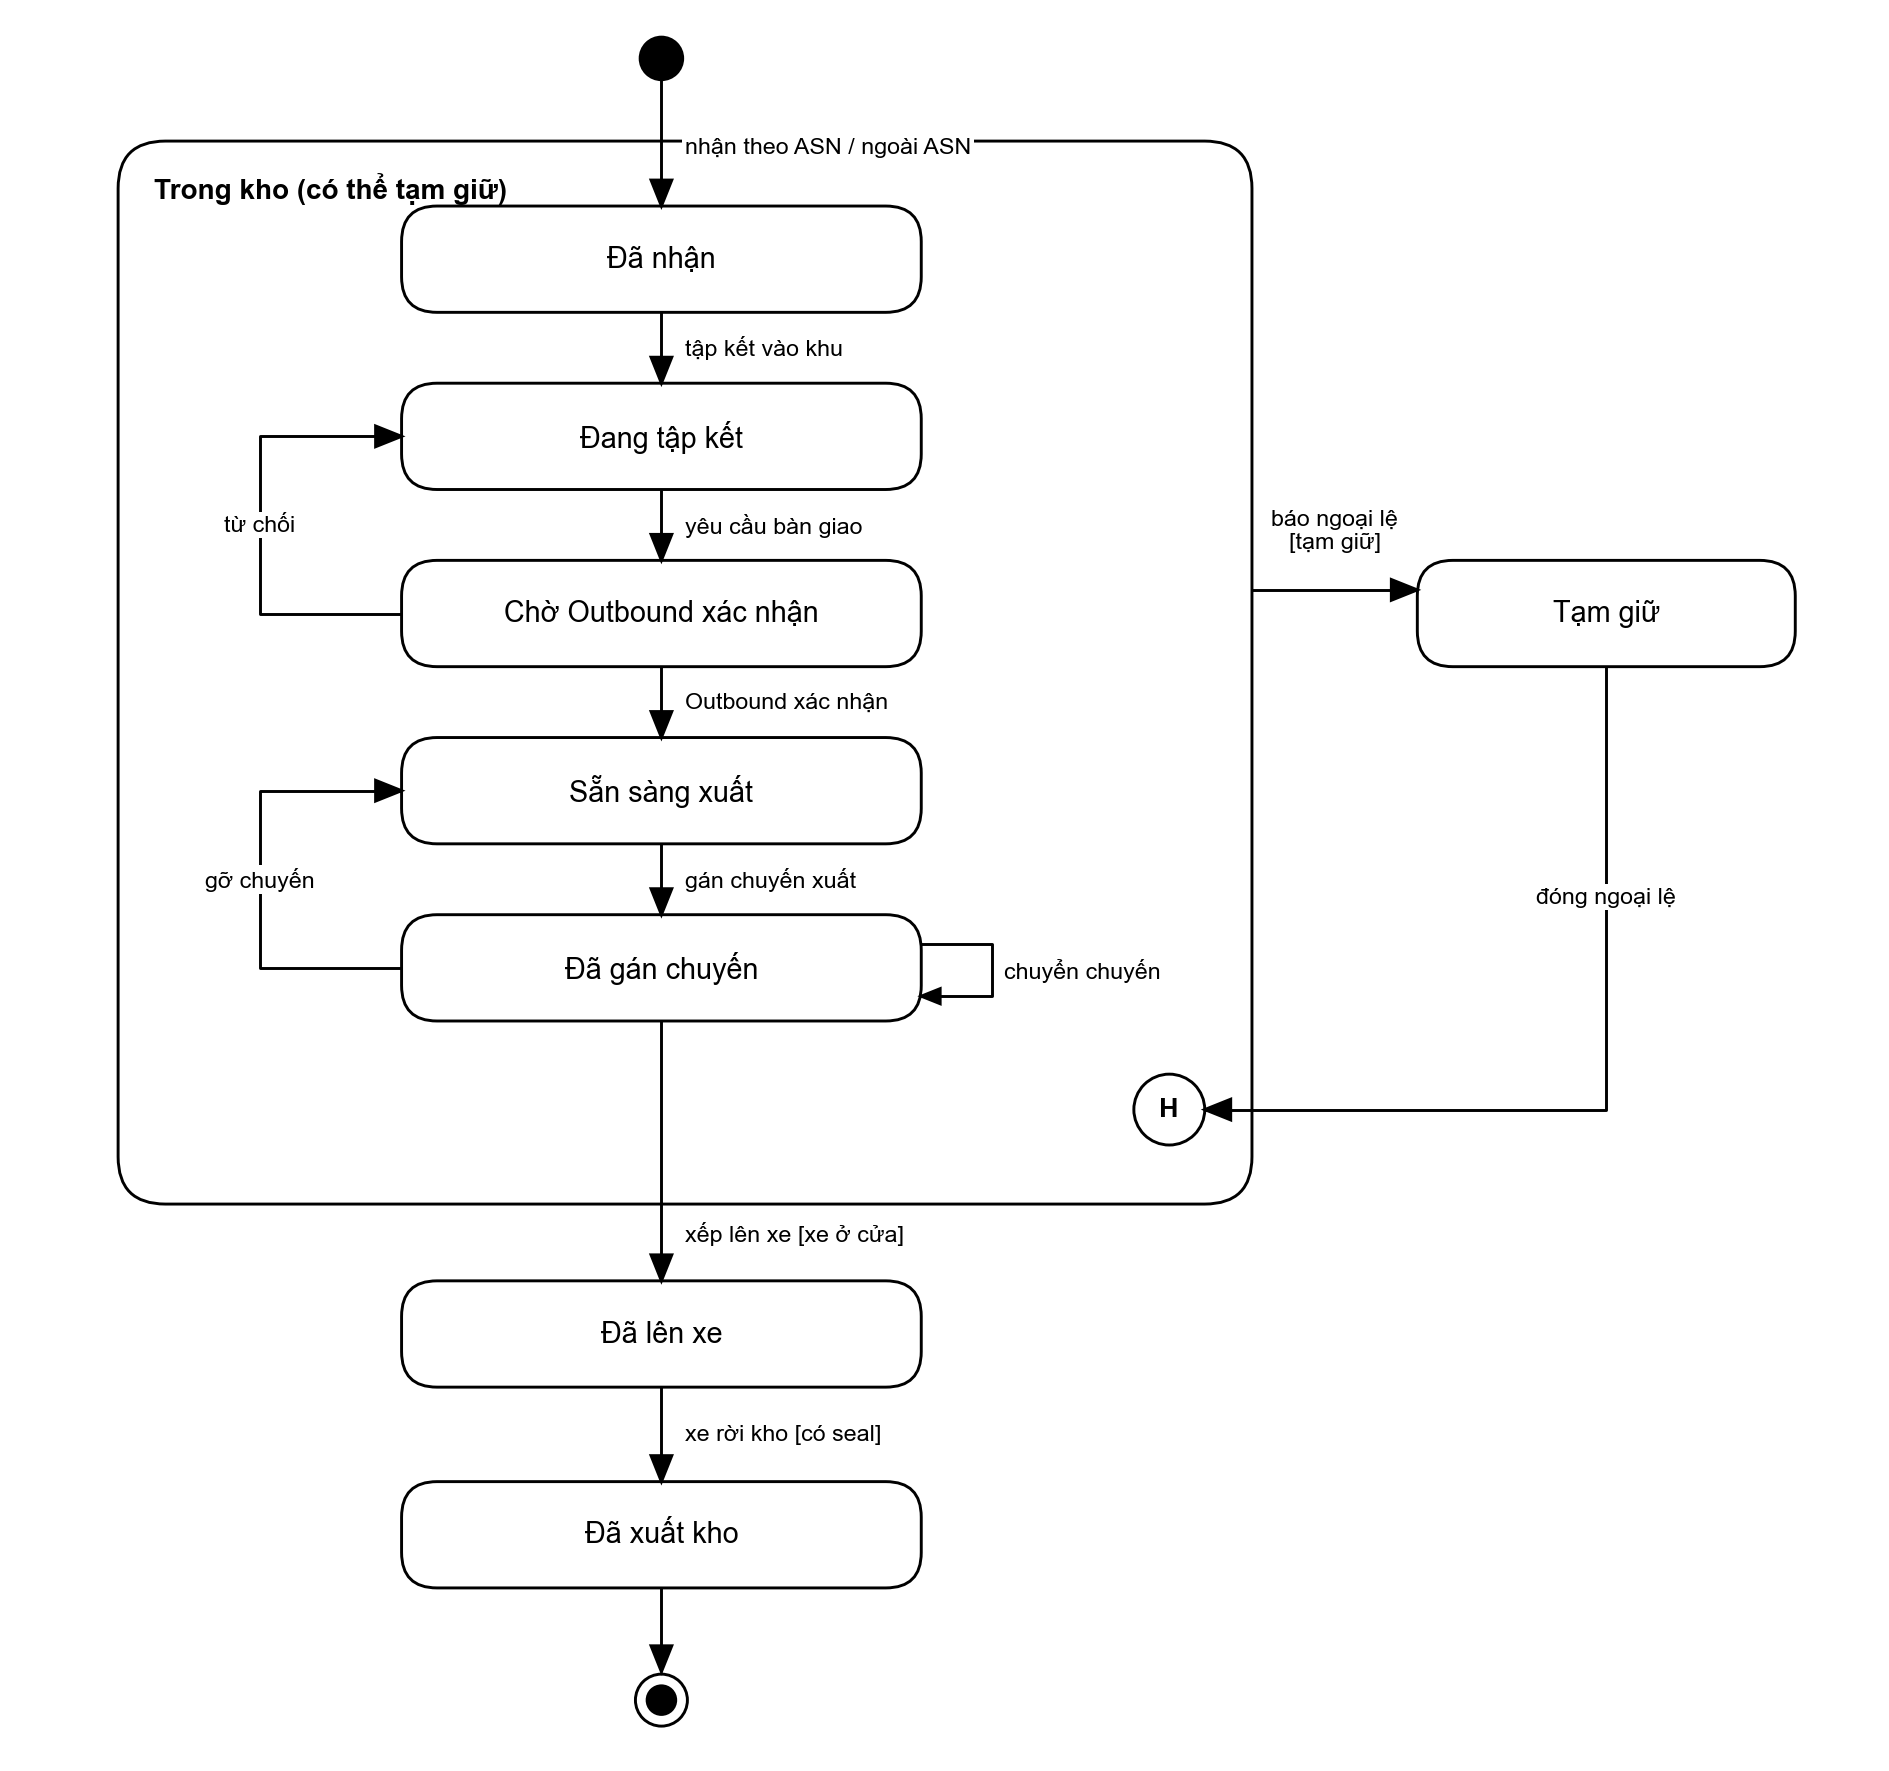 nhận theo ASN / ngoài ASN
Trong kho (có thể tạm giữ)
Đã nhận
tập kết vào khu
Đang tập kết
từ chối
yêu cầu bàn giao
báo ngoại lệ
[tạm giữ]
Chờ Outbound xác nhận
Tạm giữ
Outbound xác nhận
Sẵn sàng xuất
gỡ chuyến
gán chuyến xuất
đóng ngoại lệ
Đã gán chuyến
chuyển chuyến
H
xếp lên xe [xe ở cửa]
Đã lên xe
xe rời kho [có seal]
Đã xuất kho